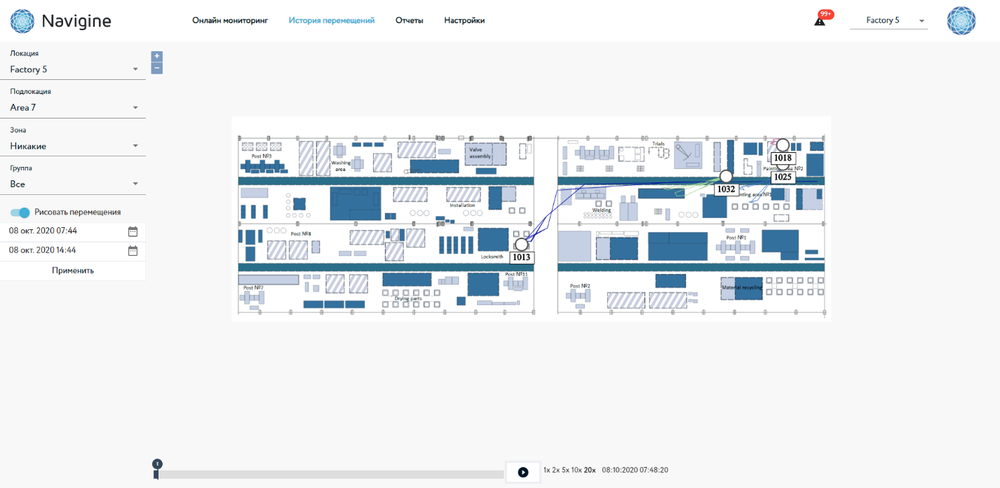 Navigine
Онлайн мониторинг
История перемещений
Отчеты
Настройки
99+
Factory 5
Локация
Factory 5
Подлокация
Area 7
Зона
Никакие
Группа
Все
Рисовать перемещения
08 окт. 2020 07:44
08 окт. 2020 14:44
Применить
+
−
Post №3
Washing
area
Valve
assembly
Trials
1018
Painting area №2
1025
1032
Installation
Welding
nting area №1
Post №8
Locksmith
1013
Post №1
Post №7
Drying parts
Post №11
Post №2
Material recycling
1
1x 2x 5x 10x 20x
08:10:2020 07:48:20